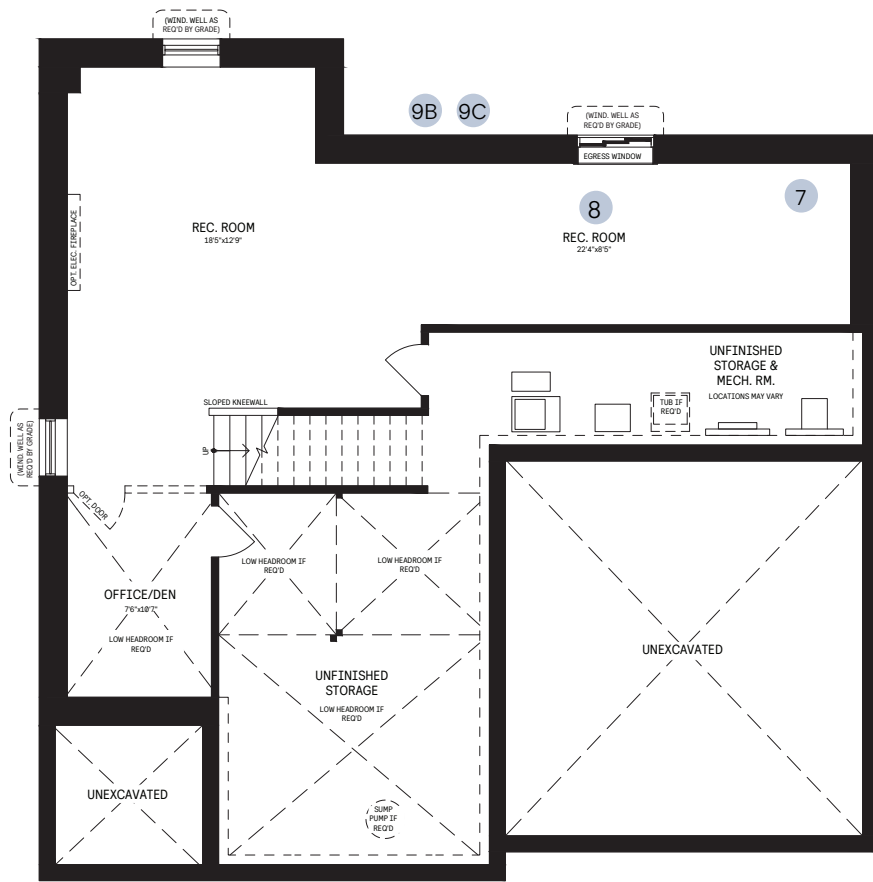 (WIND. WELL AS
REQ'D BY GRADE)
9B 9C
(WIND. WELL AS
REQ'D BY GRADE)
EGRESS WINDOW
7
8
REC. ROOM
18'5"x12'9"
REC. ROOM
22'4"x8'5"
OPT. ELEC. FIREPLACE
UNFINISHED
STORAGE &
MECH. RM.
LOCATIONS MAY VARY
TUB IF
REQ'D
SLOPED KNEEWALL
UP
(WIND. WELL AS
REQ'D BY GRADE)
OPT. DOOR
LOW HEADROOM IF
REQ'D
LOW HEADROOM IF
REQ'D
OFFICE/DEN
7'6"x10'7"
LOW HEADROOM IF
REQ'D
UNEXCAVATED
UNFINISHED
STORAGE
LOW HEADROOM IF
REQ'D
UNEXCAVATED
SUMP
PUMP IF
REQ'D